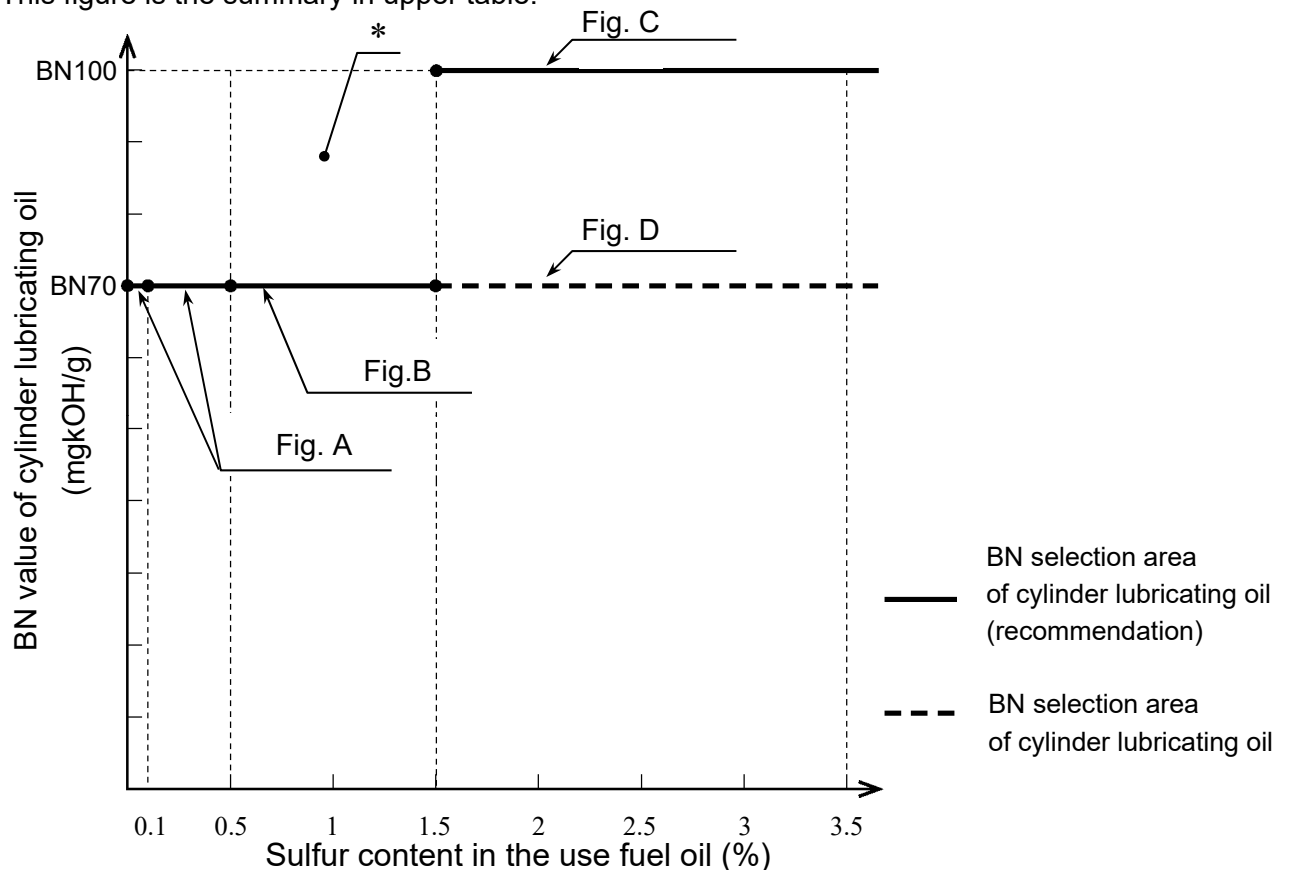 This figure is the summary in upper table.
*
Fig. C
BN100
Fig. D
BN70
Fig.B
Fig. A
BN value of cylinder lubricating oil
(mgkOH/g)
BN selection area
of cylinder lubricating oil
(recommendation)
BN selection area
of cylinder lubricating oil
0.1 0.5 1 1.5 2 2.5 3 3.5
Sulfur content in the use fuel oil (%)